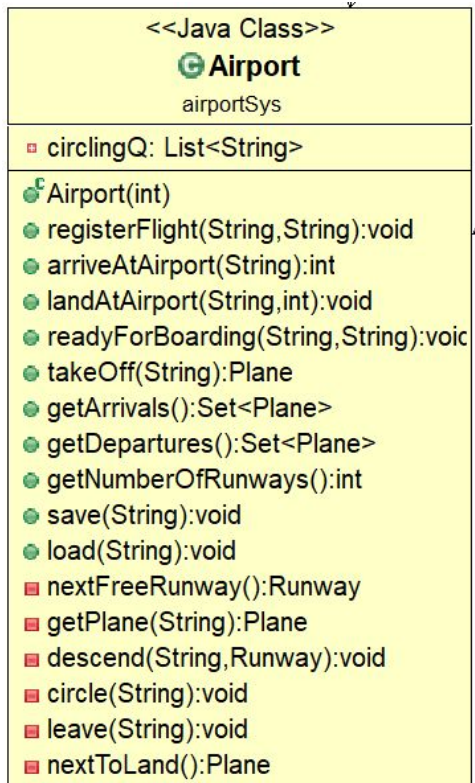 <<Java Class>>
Airport
airportSys
circlingQ: List<String>
Airport(int)
registerFlight(String,String):void
arriveAtAirport(String):int
landAtAirport(String,int):void
readyForBoarding(String,String):voic
takeOff(String):Plane
getArrivals():Set<Plane>
getDepartures():Set<Plane>
getNumberOfRunways():int
save(String):void
load(String):void
nextFreeRunway():Runway
getPlane(String):Plane
descend(String,Runway):void
circle(String):void
leave(String):void
nextToLand():Plane